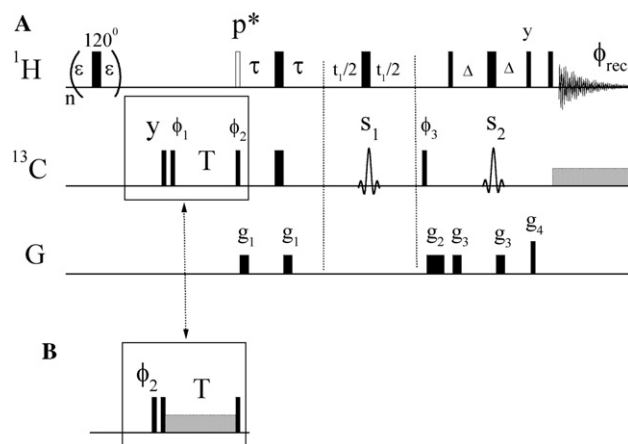 A
120⁰
p*
y
¹H
(ε ε)
n
τ τ
t₁/2 t₁/2
Δ Δ
ϕrec
y ϕ₁ T ϕ₂
s₁
ϕ₃
s₂
¹³C
g₁ g₁
g₂ g₃ g₃ g₄
G
B
ϕ₂ T